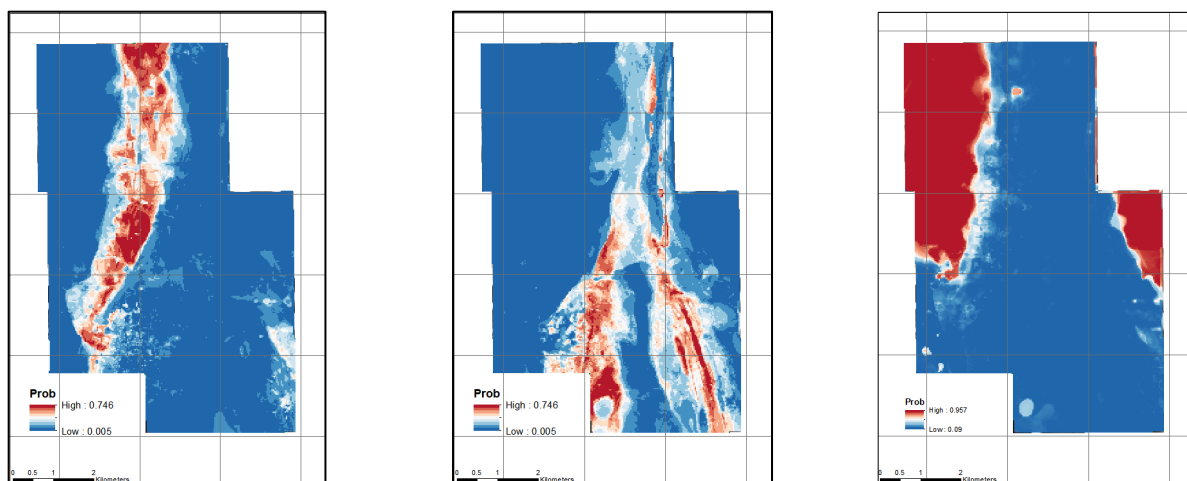 Prob
High : 0.746
Low : 0.005
0 0.5 1 2
Kilometers
Prob
High : 0.746
Low : 0.005
0 0.5 1 2
Kilometers
Prob
High : 0.957
Low : 0.09
0 0.5 1 2
Kilometers